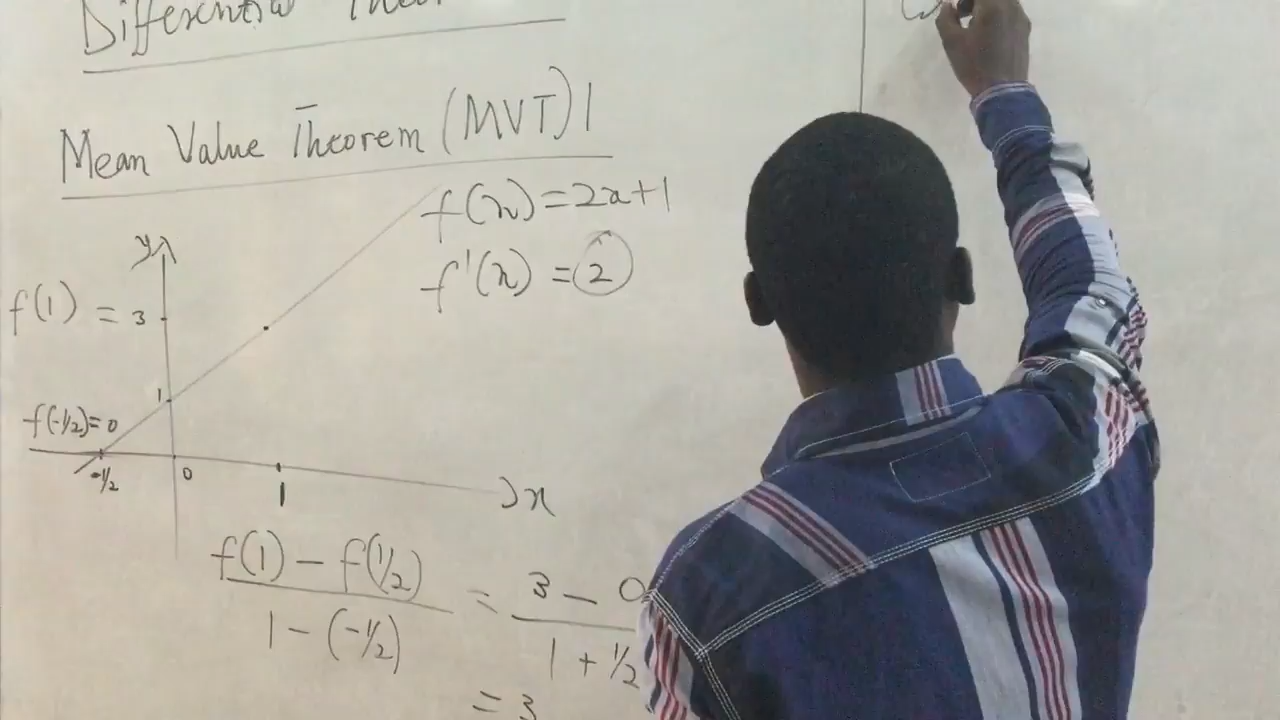 Differential
Mean Value Theorem (MVT)
f(x) = 2x+1
f'(x) = 2
y
f(1) = 3
1
f(-1/2)=0
-1/2
0
1
x
f(1) - f(1/2)
1 - (-1/2)
= 3 - 0
1 + 1/2
= 3